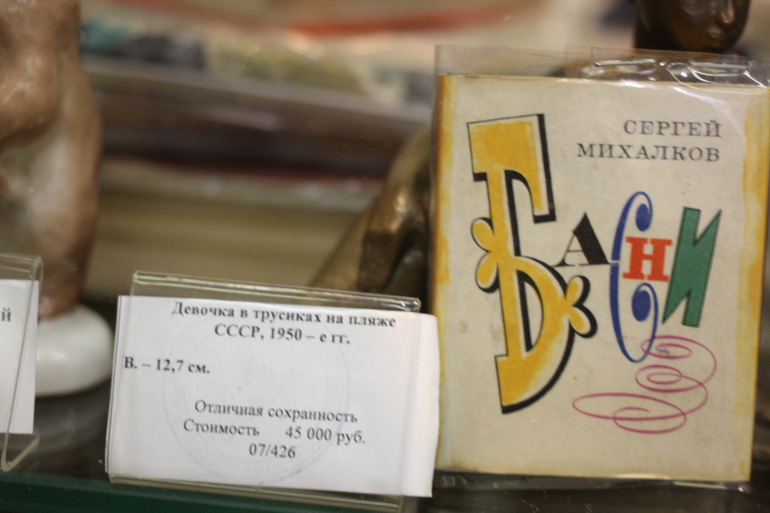 Девочка в трусиках на пляже
СССР, 1950 – е гг.
В. – 12,7 см.
Отличная сохранность
Стоимость 45 000 руб.
07/426
СЕРГЕЙ
МИХАЛКОВ
БАСНИ
й